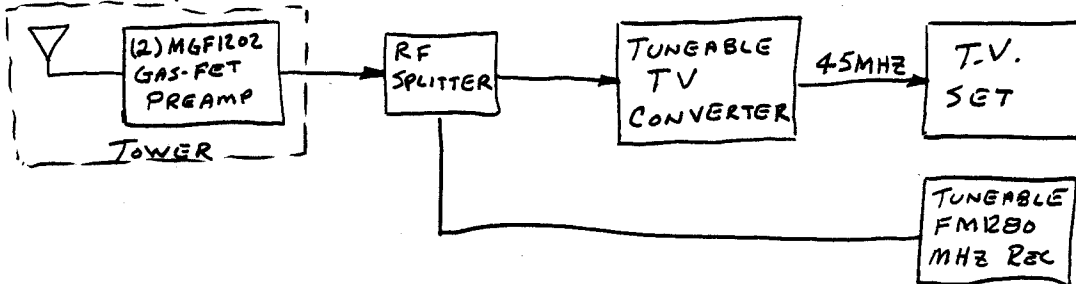 (2) MGF1202
GAS-FET
PREAMP
TOWER
RF
SPLITTER
TUNEABLE
TV
CONVERTER
45MHZ
T.V.
SET
TUNEABLE
FM1280
MHZ REC